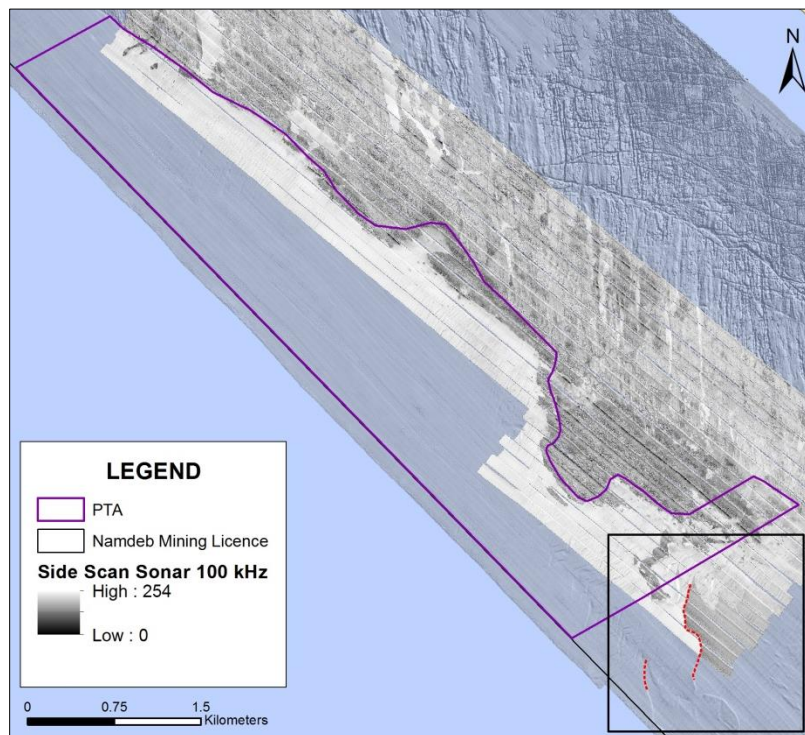 N
LEGEND
PTA
Namdeb Mining Licence
Side Scan Sonar 100 kHz
High : 254
Low : 0
0 0.75 1.5
Kilometers